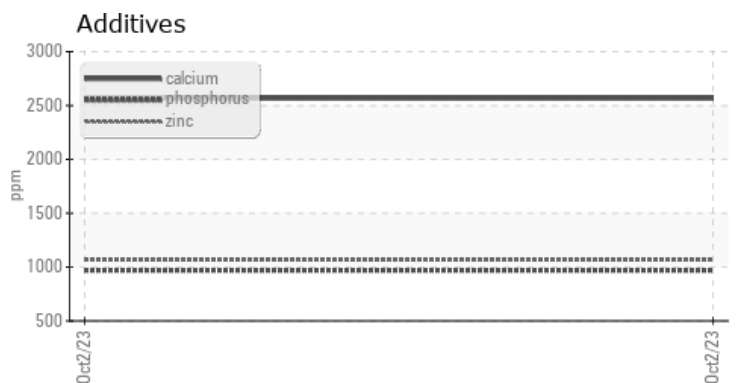 Additives
3000
calcium
2500
phosphorus
zinc
2000
ppm
1500
1000
500
Oct2/23
Oct2/23